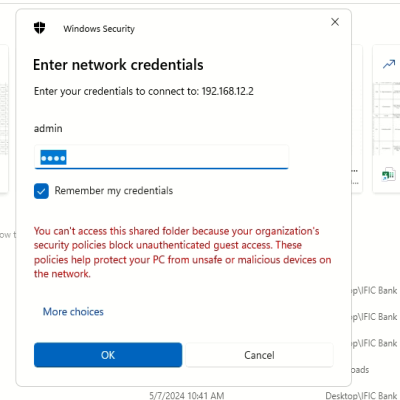 Windows Security
Enter network credentials
Enter your credentials to connect to: 192.168.12.2
admin
Remember my credentials
You can't access this shared folder because your organization's
security policies block unauthenticated guest access. These
policies help protect your PC from unsafe or malicious devices on
the network.
More choices
OK
Cancel
op\IFIC Bank
op\IFIC Bank
op\IFIC Bank
oads
5/7/2024 10:41 AM
Desktop\IFIC Bank